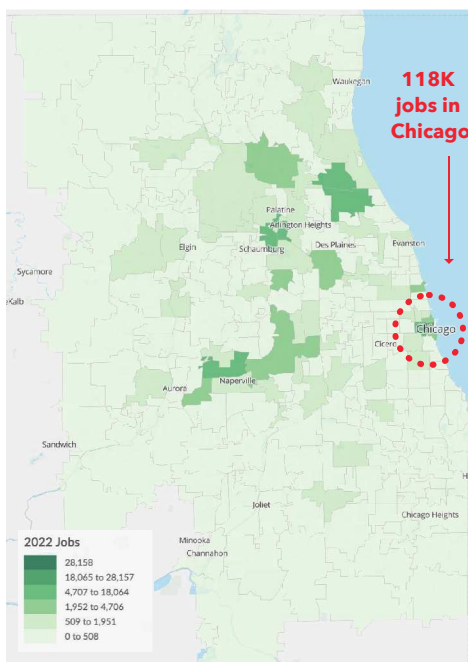 118K
jobs in
Chicago
Waukegan
Palatine
Arlington Heights
Schaumburg
Des Plaines
Evanston
Elgin
Sycamore
eKalb
Chicago
Cicero
Aurora
Naperville
Sandwich
Joliet
Chicago Heights
H
Minooka
Channahon
2022 Jobs
28,158
18,065 to 28,157
4,707 to 18,064
1,952 to 4,706
509 to 1,951
0 to 508